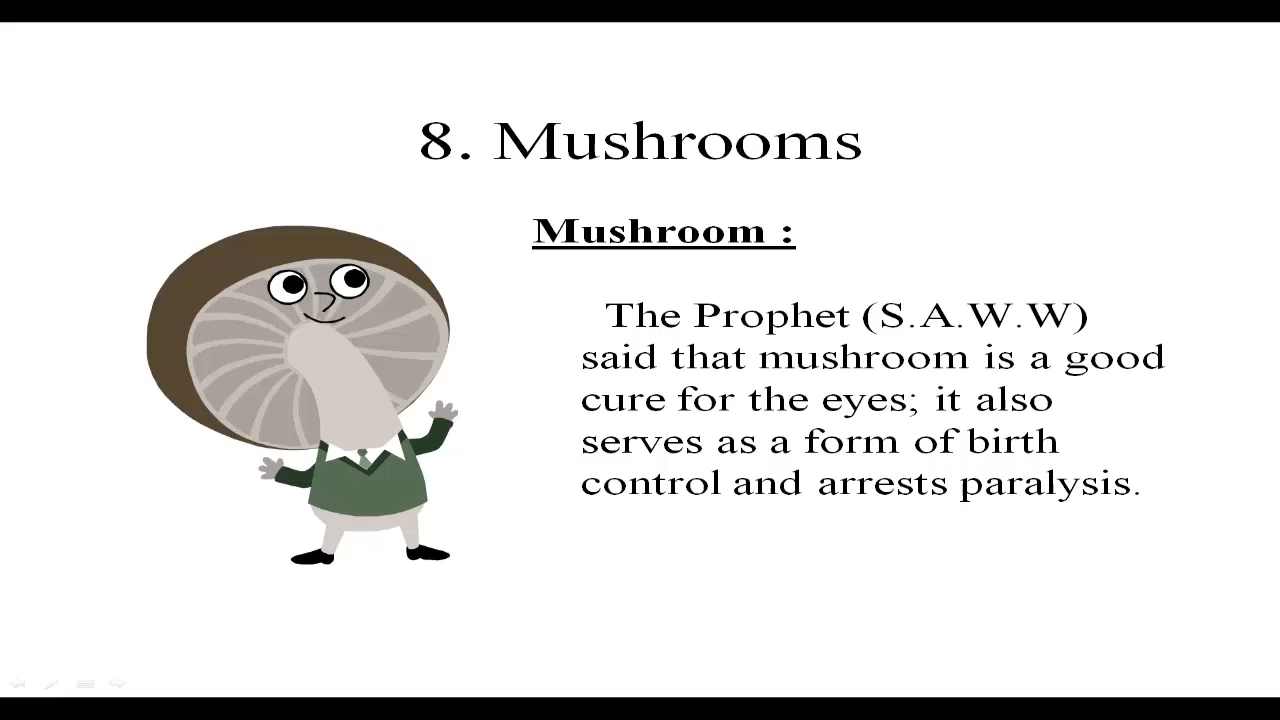 8. Mushrooms
Mushroom :
The Prophet (S.A.W.W)
said that mushroom is a good
cure for the eyes; it also
serves as a form of birth
control and arrests paralysis.